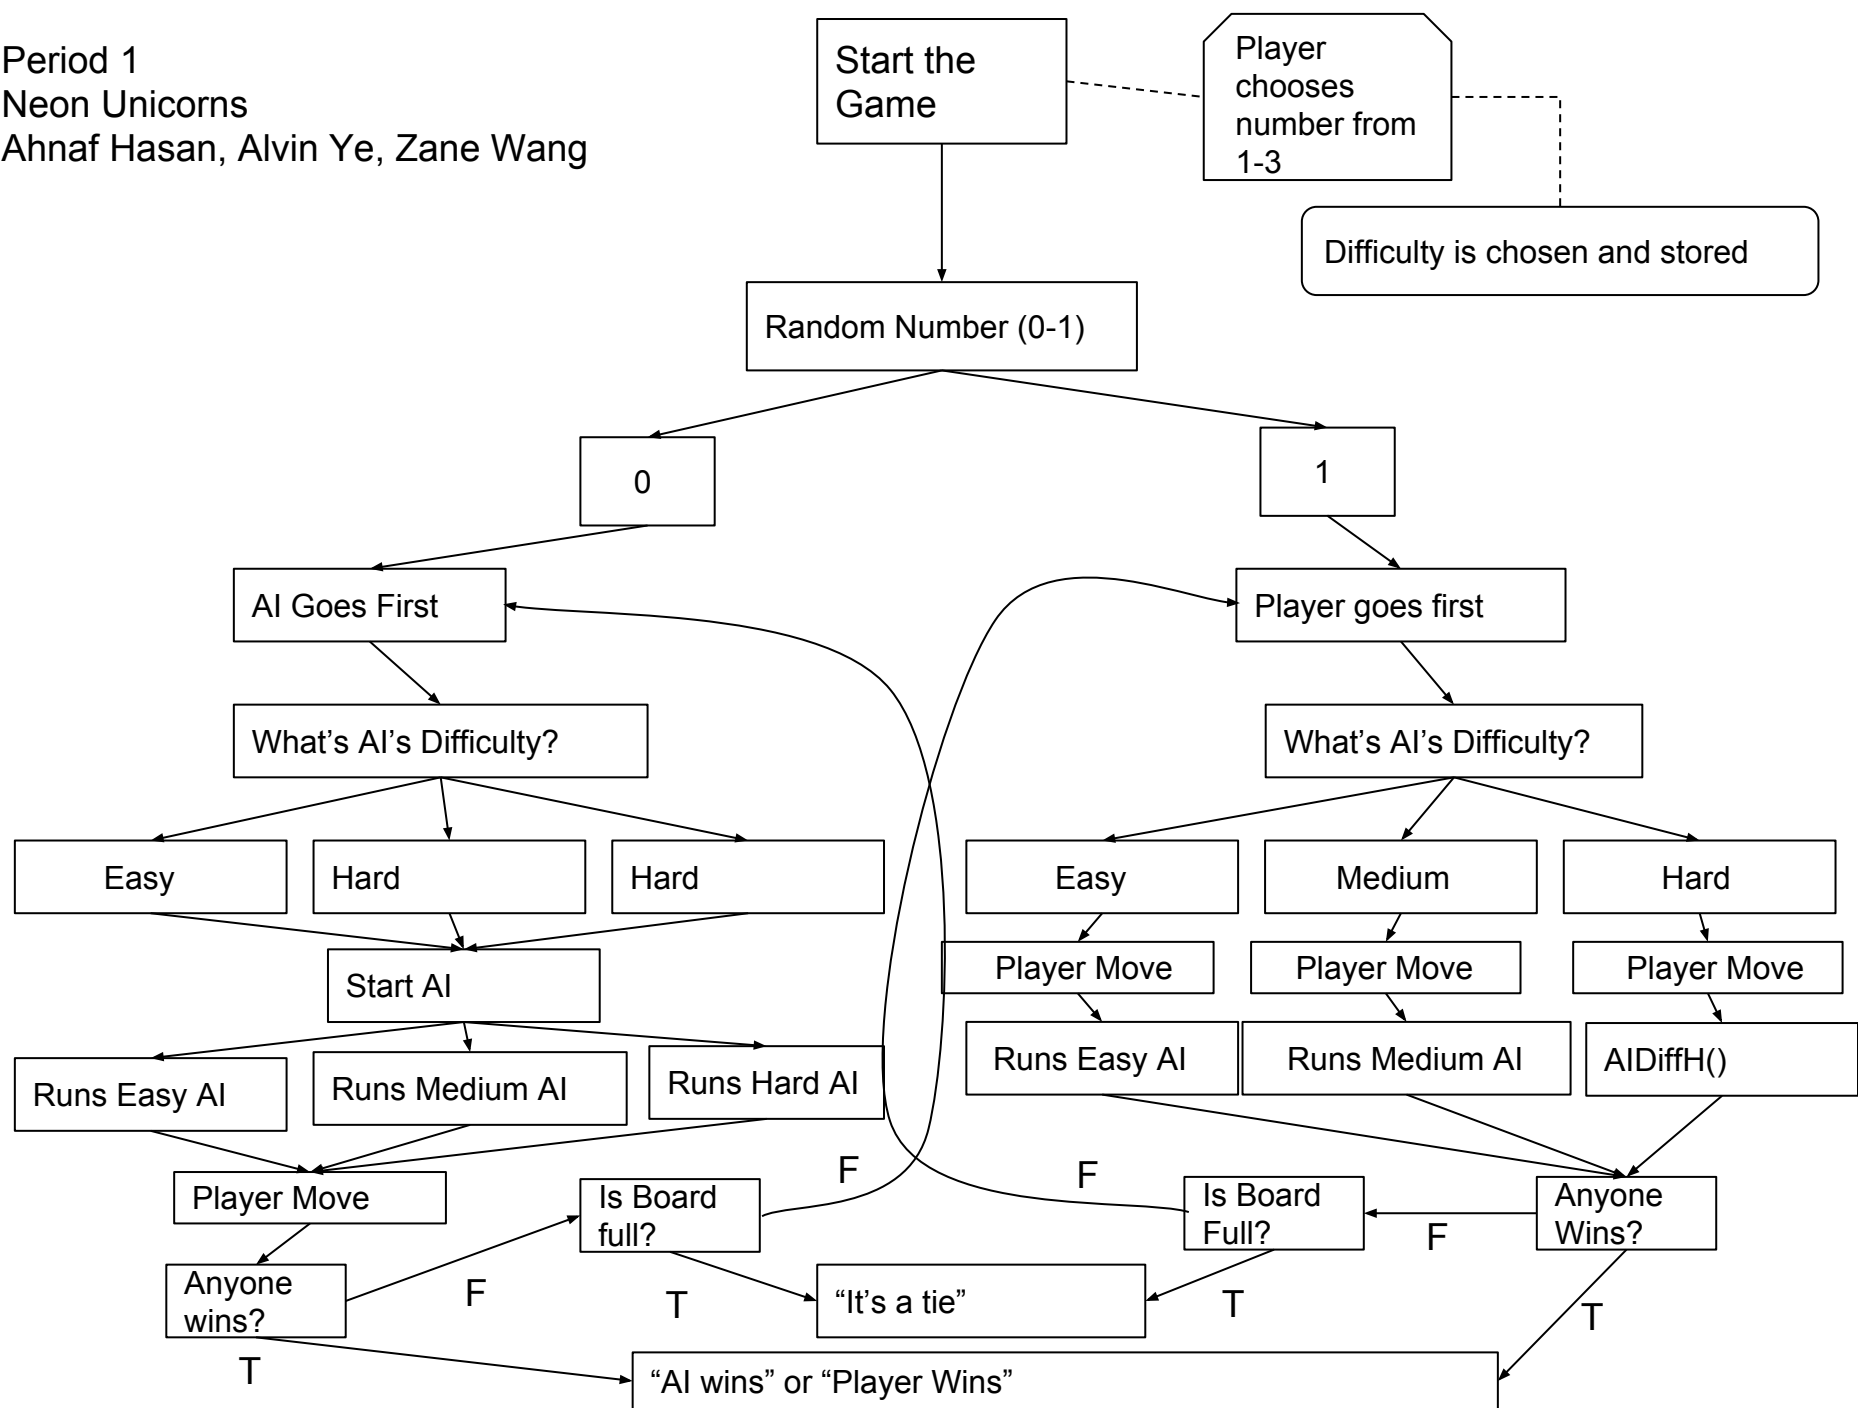 Period 1
Neon Unicorns
Ahnaf Hasan, Alvin Ye, Zane Wang
Start the
Game
Player
chooses
number from
1-3
Difficulty is chosen and stored
Random Number (0-1)
0
1
AI Goes First
Player goes first
What’s AI’s Difficulty?
What’s AI’s Difficulty?
Easy
Hard
Hard
Easy
Medium
Hard
Player Move
Player Move
Player Move
Start AI
Runs Easy AI
Runs Medium AI
AIDiffH()
Runs Easy AI
Runs Medium AI
Runs Hard AI
Player Move
Is Board
full?
F
F
Is Board
Full?
F
Anyone
Wins?
Anyone
wins?
F
T
“It’s a tie”
T
T
T
“AI wins” or “Player Wins”